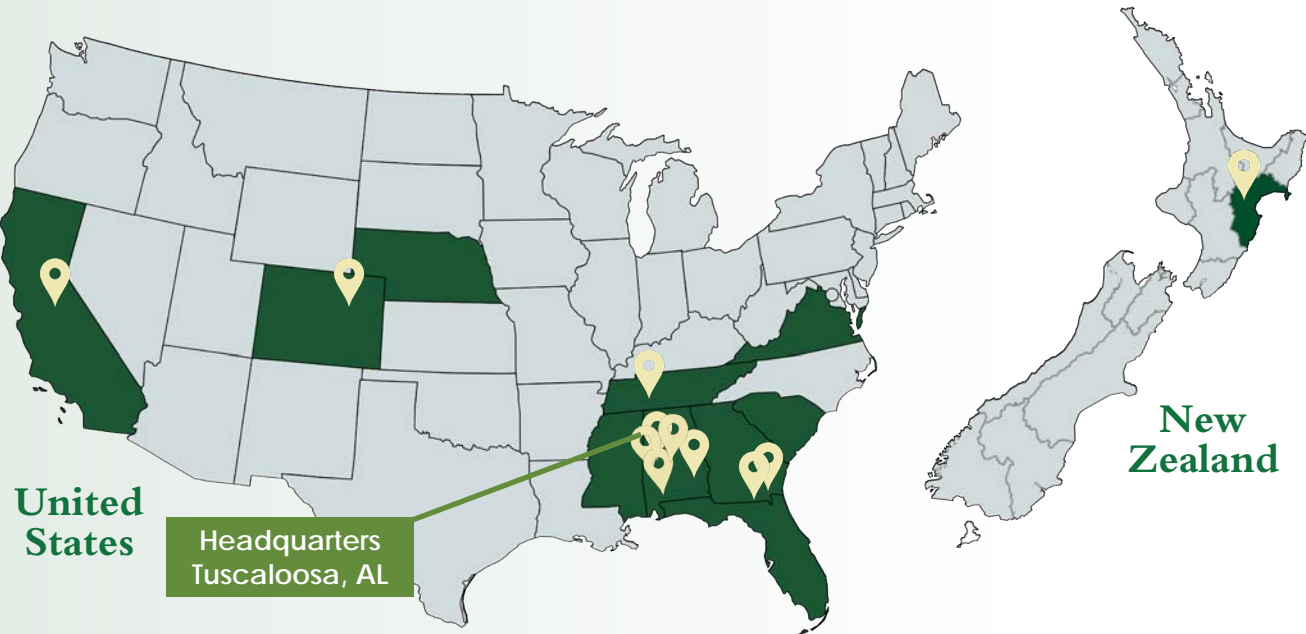 United
States
Headquarters
Tuscaloosa, AL
New
Zealand